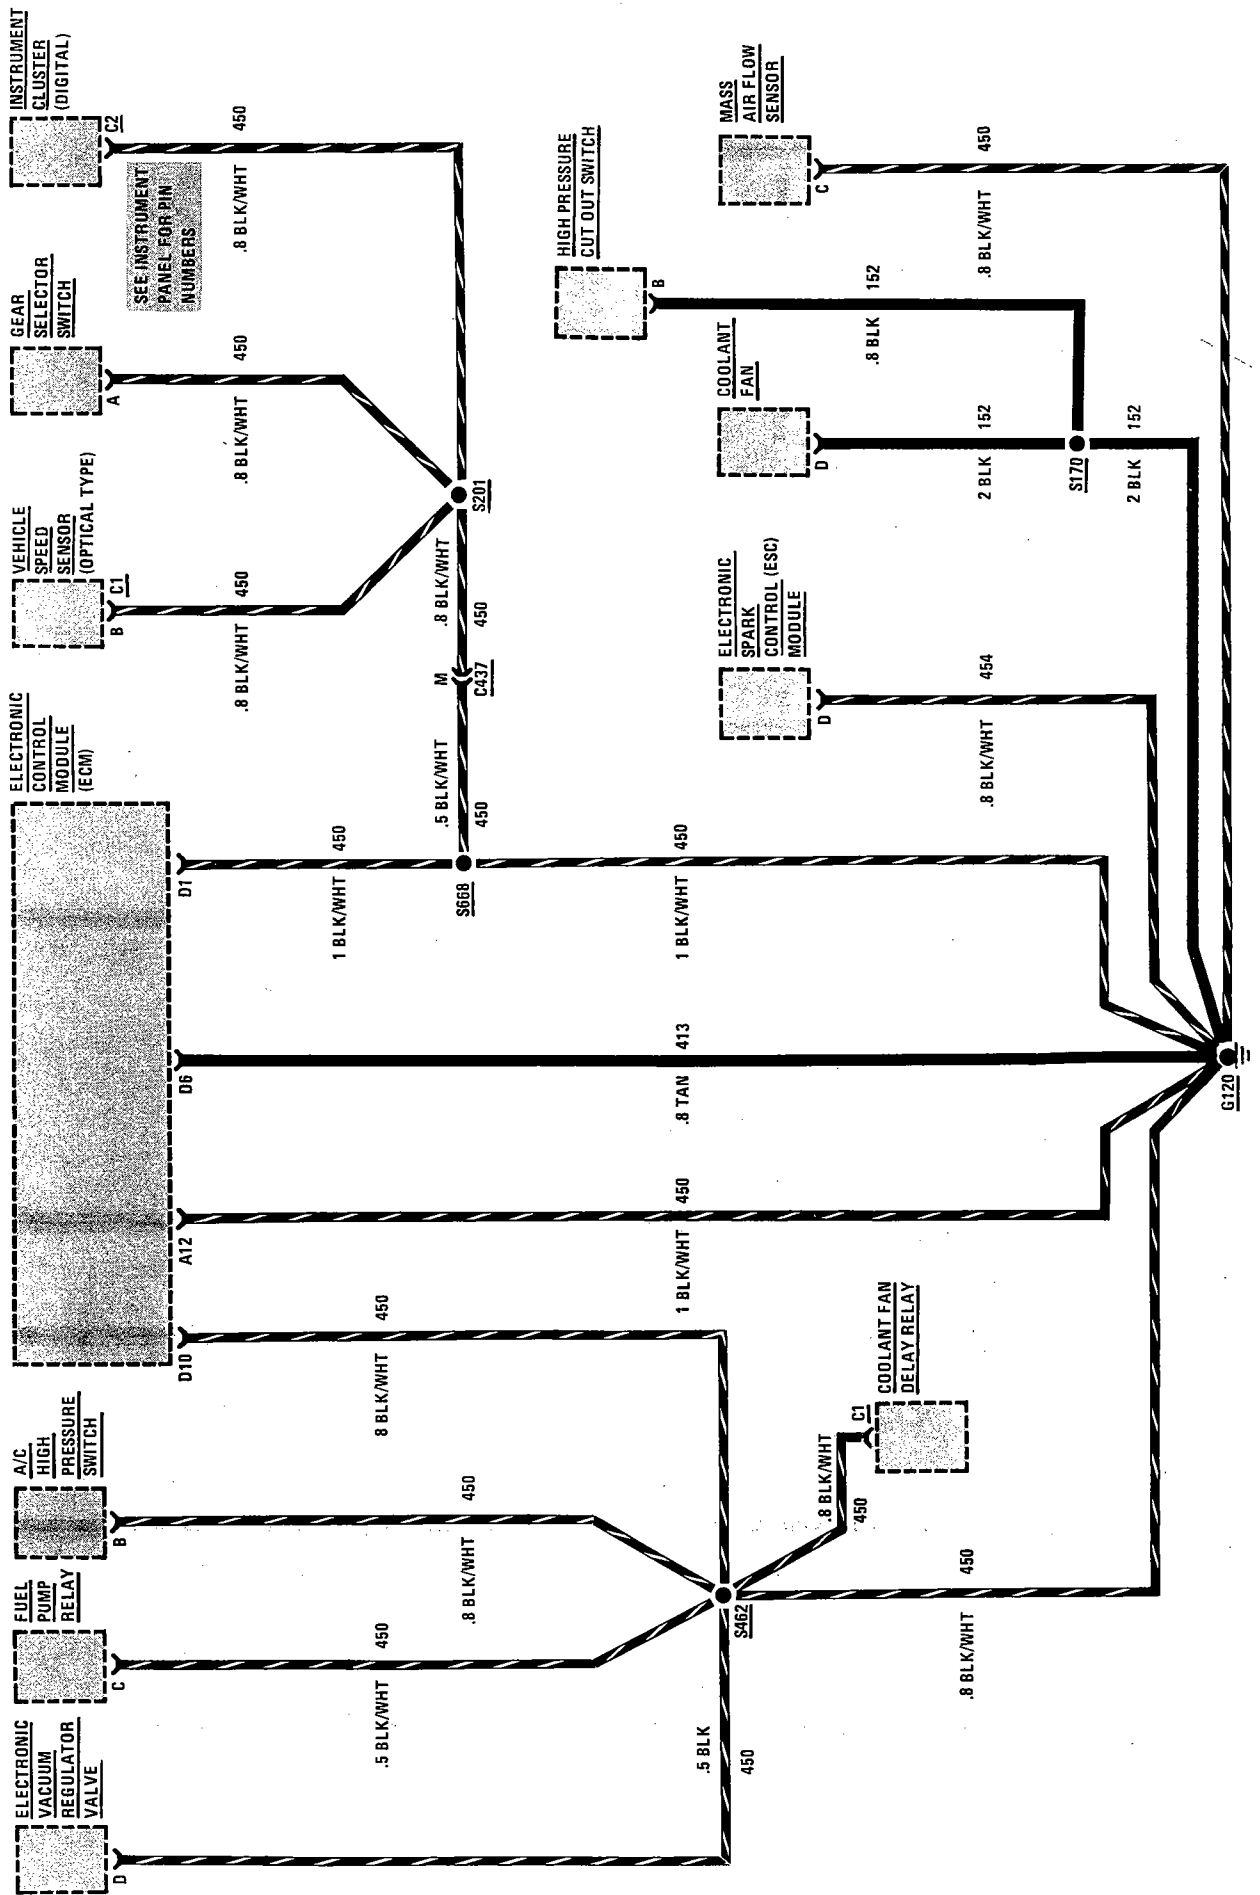 ELECTRONIC
VACUUM
REGULATOR
VALVE
D
FUEL
PUMP
RELAY
C
A/C
HIGH
PRESSURE
SWITCH
B
ELECTRONIC
CONTROL
MODULE
(ECM)
D10
A12
D6
D1
VEHICLE
SPEED
SENSOR
(OPTICAL TYPE)
B
C1
GEAR
SELECTOR
SWITCH
A
INSTRUMENT
CLUSTER
(DIGITAL)
C2
SEE INSTRUMENT
PANEL FOR PIN
NUMBERS
.8 BLK/WHT
450
.8 BLK/WHT
450
.8 BLK/WHT
450
1 BLK/WHT
450
.5 BLK/WHT
450
8 BLK/WHT
450
.8 BLK/WHT
450
.5 BLK/WHT
450
M
C437
.8 BLK/WHT
450
S201
S668
HIGH PRESSURE
CUT OUT SWITCH
B
.5 BLK
450
S462
1 BLK/WHT
450
.8 TAN
413
1 BLK/WHT
450
ELECTRONIC
SPARK
CONTROL (ESC)
MODULE
D
COOLANT
FAN
D
MASS
AIR FLOW
SENSOR
C
.8 BLK/WHT
450
C1
COOLANT FAN
DELAY RELAY
.8 BLK
152
.8 BLK/WHT
450
.8 BLK/WHT
454
2 BLK
152
.8 BLK/WHT
450
S170
2 BLK
152
G120